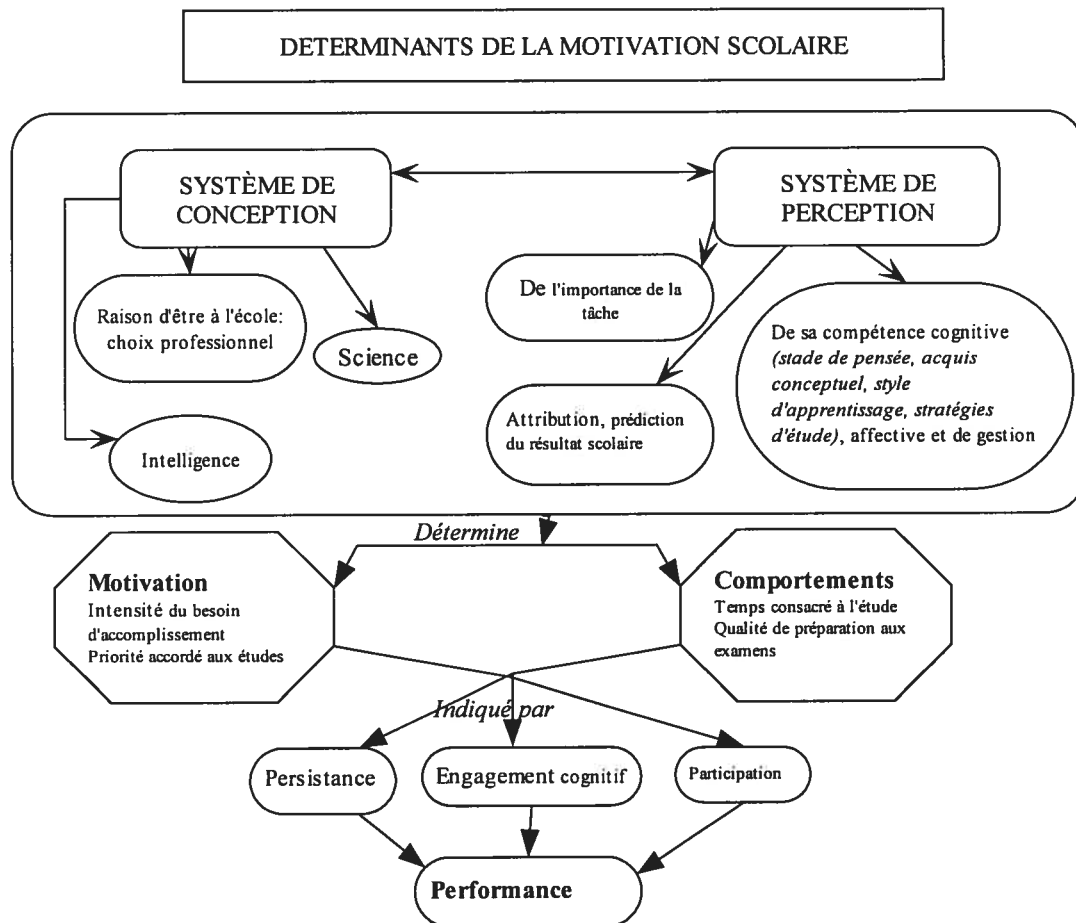 DETERMINANTS DE LA MOTIVATION SCOLAIRE
SYSTÈME DE
CONCEPTION
SYSTÈME DE
PERCEPTION
Raison d'être à l'école:
choix professionnel
Science
Intelligence
De l'importance de la
tâche
Attribution, prédiction
du résultat scolaire
De sa compétence cognitive
(stade de pensée, acquis
conceptuel, style
d'apprentissage, stratégies
d'étude), affective et de gestion
Détermine
Motivation
Intensité du besoin
d'accomplissement
Priorité accordé aux études
Comportements
Temps consacré à l'étude
Qualité de préparation aux
examens
Indiqué par
Persistance
Engagement cognitif
Participation
Performance